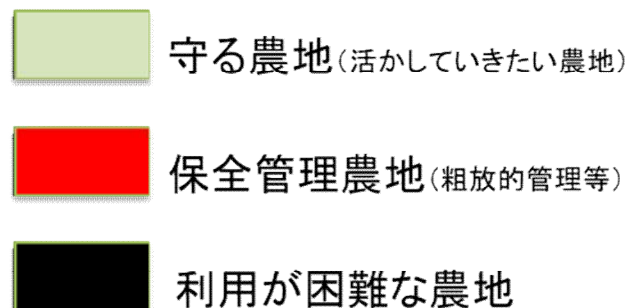 守る農地(活かしていきたい農地)
保全管理農地(粗放的管理等)
利用が困難な農地